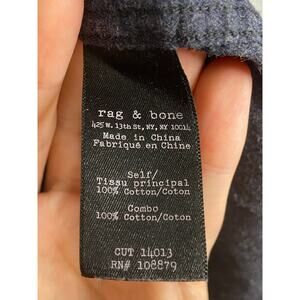 rag & bone
425 W. 13th St, NY, NY 10014
Made in China
Fabriqué en Chine
Self/
Tissu principal
100% Cotton/Coton
Combo
100% Cotton/Coton
CUT 14013
RN# 108879